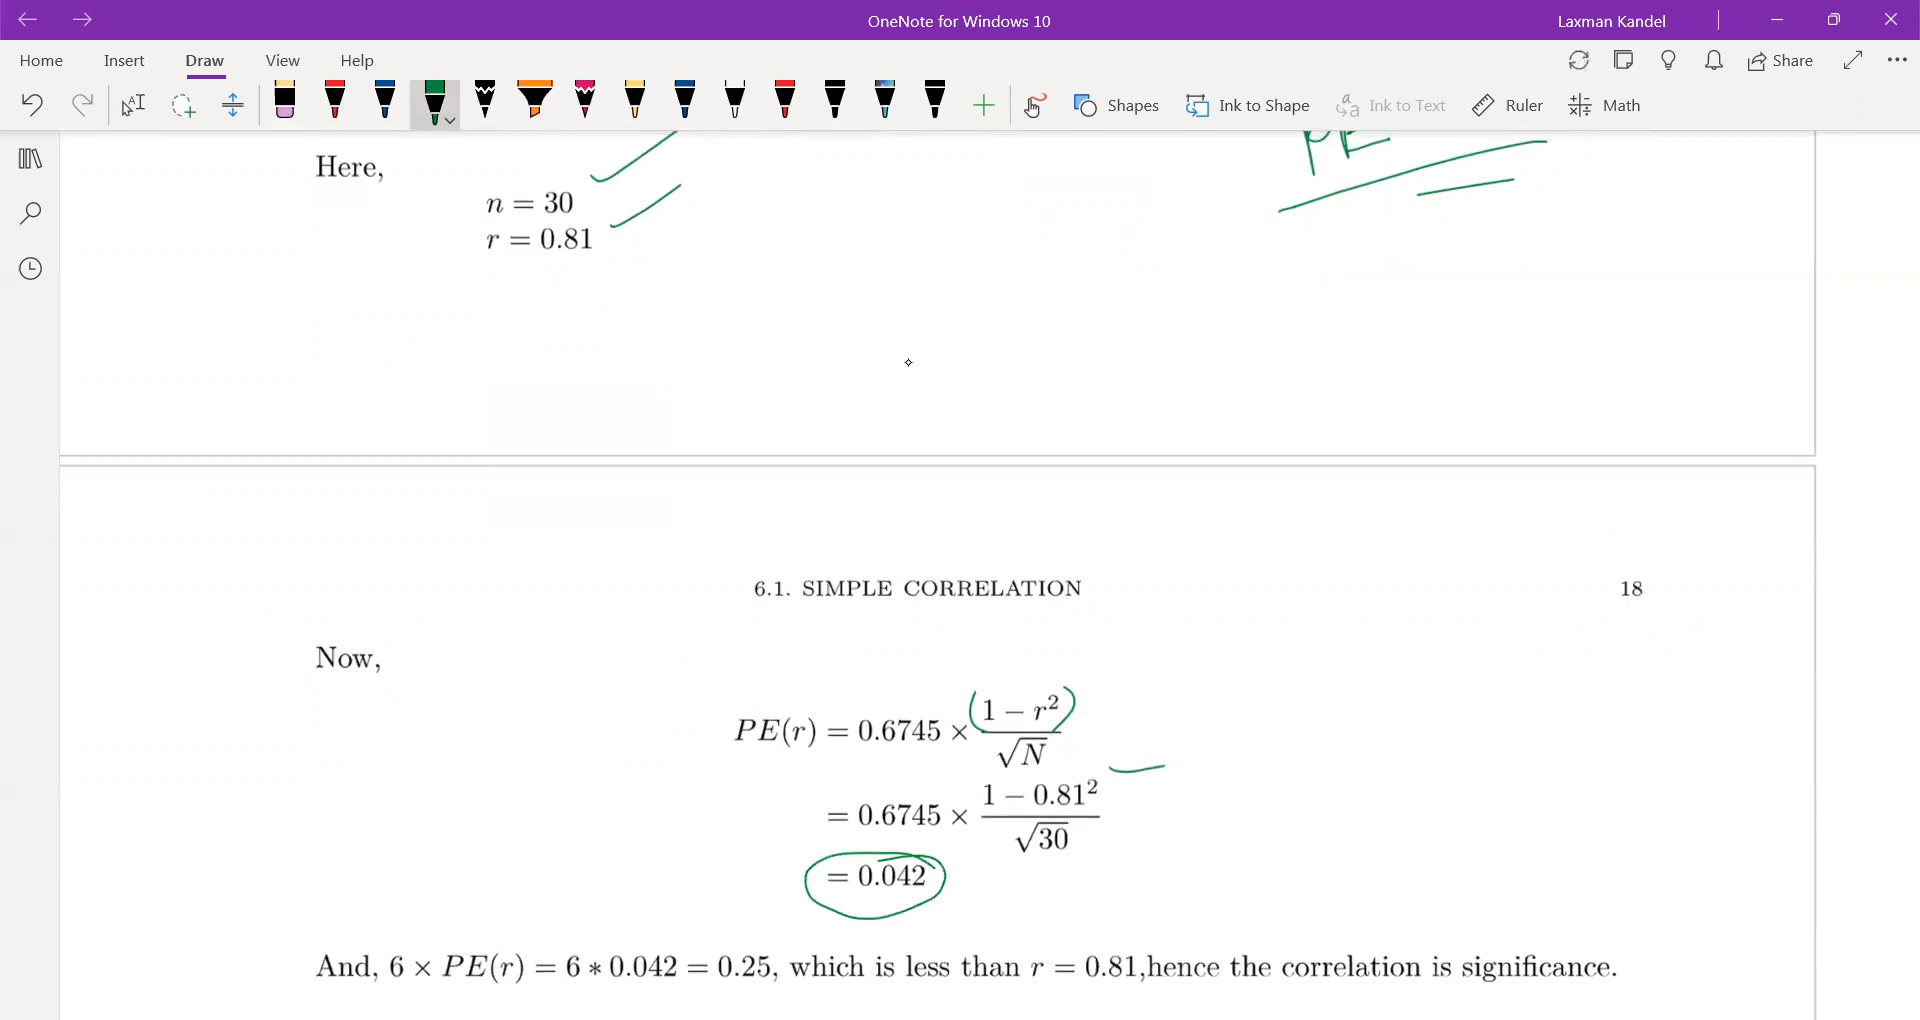 OneNote for Windows 10
Laxman Kandel
Home Insert Draw View Help
Share
Shapes Ink to Shape Ink to Text Ruler Math
PE
Here,
n = 30
r = 0.81
6.1. SIMPLE CORRELATION 18
Now,
PE(r) = 0.6745 × (1 − r²)/√N
= 0.6745 × (1 − 0.81²)/√30
= 0.042
And, 6 × PE(r) = 6 ∗ 0.042 = 0.25, which is less than r = 0.81,hence the correlation is significance.